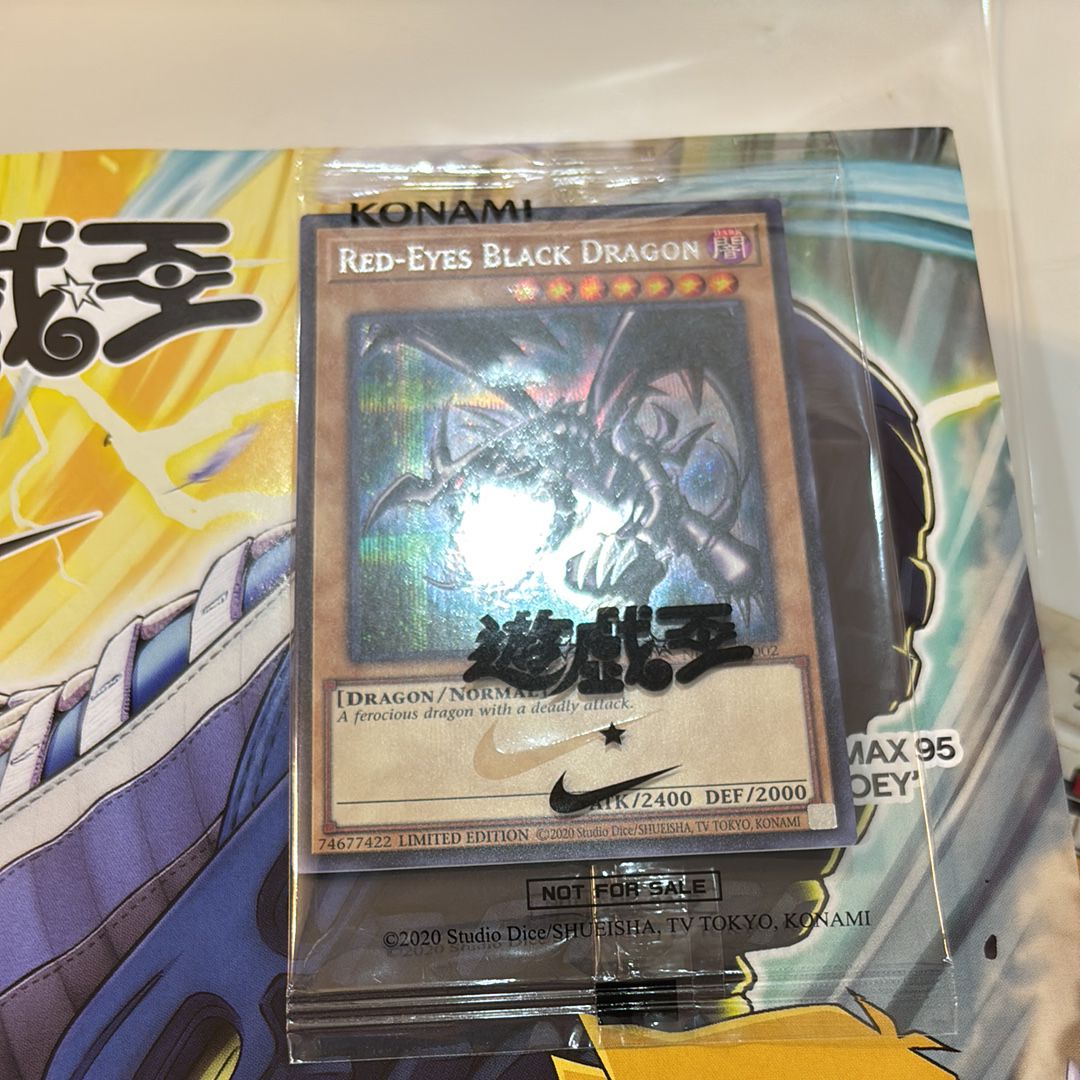 KONAMI
戯王
RED-EYES BLACK DRAGON
DARK
闇
遊戯王
002
[DRAGON/NORMAL]
A ferocious dragon with a deadly attack.
MAX 95
OEY'
ATK/2400 DEF/2000
74677422 LIMITED EDITION ©2020 Studio Dice/SHUEISHA, TV TOKYO, KONAMI
NOT FOR SALE
©2020 Studio Dice/SHUEISHA, TV TOKYO, KONAMI